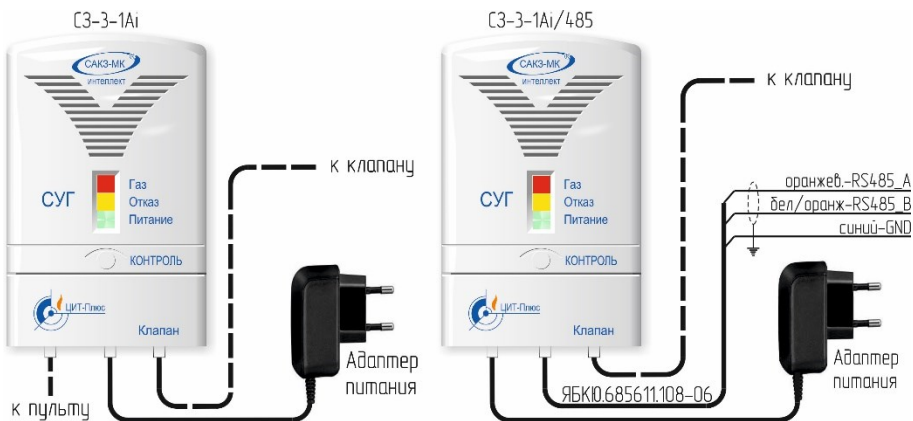 СЗ-3-1Ai
САКЗ-МК®
интеллект
СУГ
Газ
Отказ
Питание
КОНТРОЛЬ
ЦИТ-Плюс
Клапан
к клапану
Адаптер
питания
к пульту
СЗ-3-1Ai/485
САКЗ-МК®
интеллект
СУГ
Газ
Отказ
Питание
КОНТРОЛЬ
ЦИТ-Плюс
Клапан
к клапану
оранжев.-RS485_A
бел/оранж-RS485_B
синий-GND
ЯБКЮ.685611.108-06
Адаптер
питания